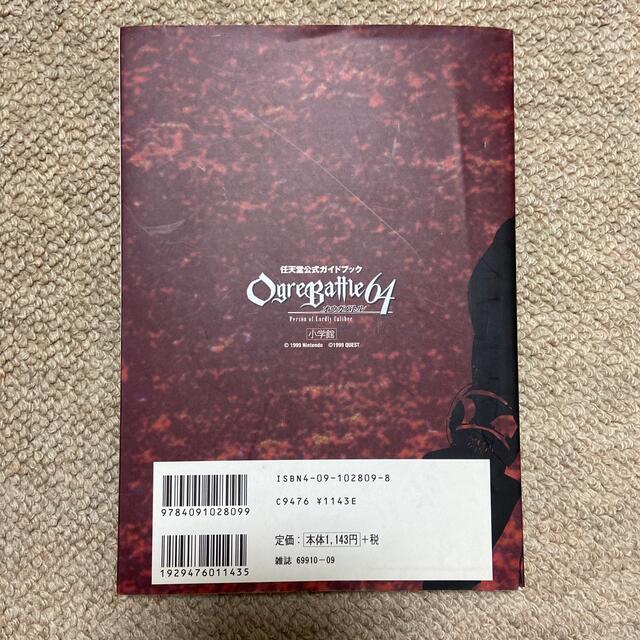 任天堂公式ガイドブック
OgreBattle64
オウガバトル
Person of Lordly Caliber
小学館
© 1999 Nintendo ©1999 QUEST
ISBN4-09-102809-8
C9476 ¥1143E
9784091028099
定価：本体1,143円+税
雑誌 69910-09
1929476011435